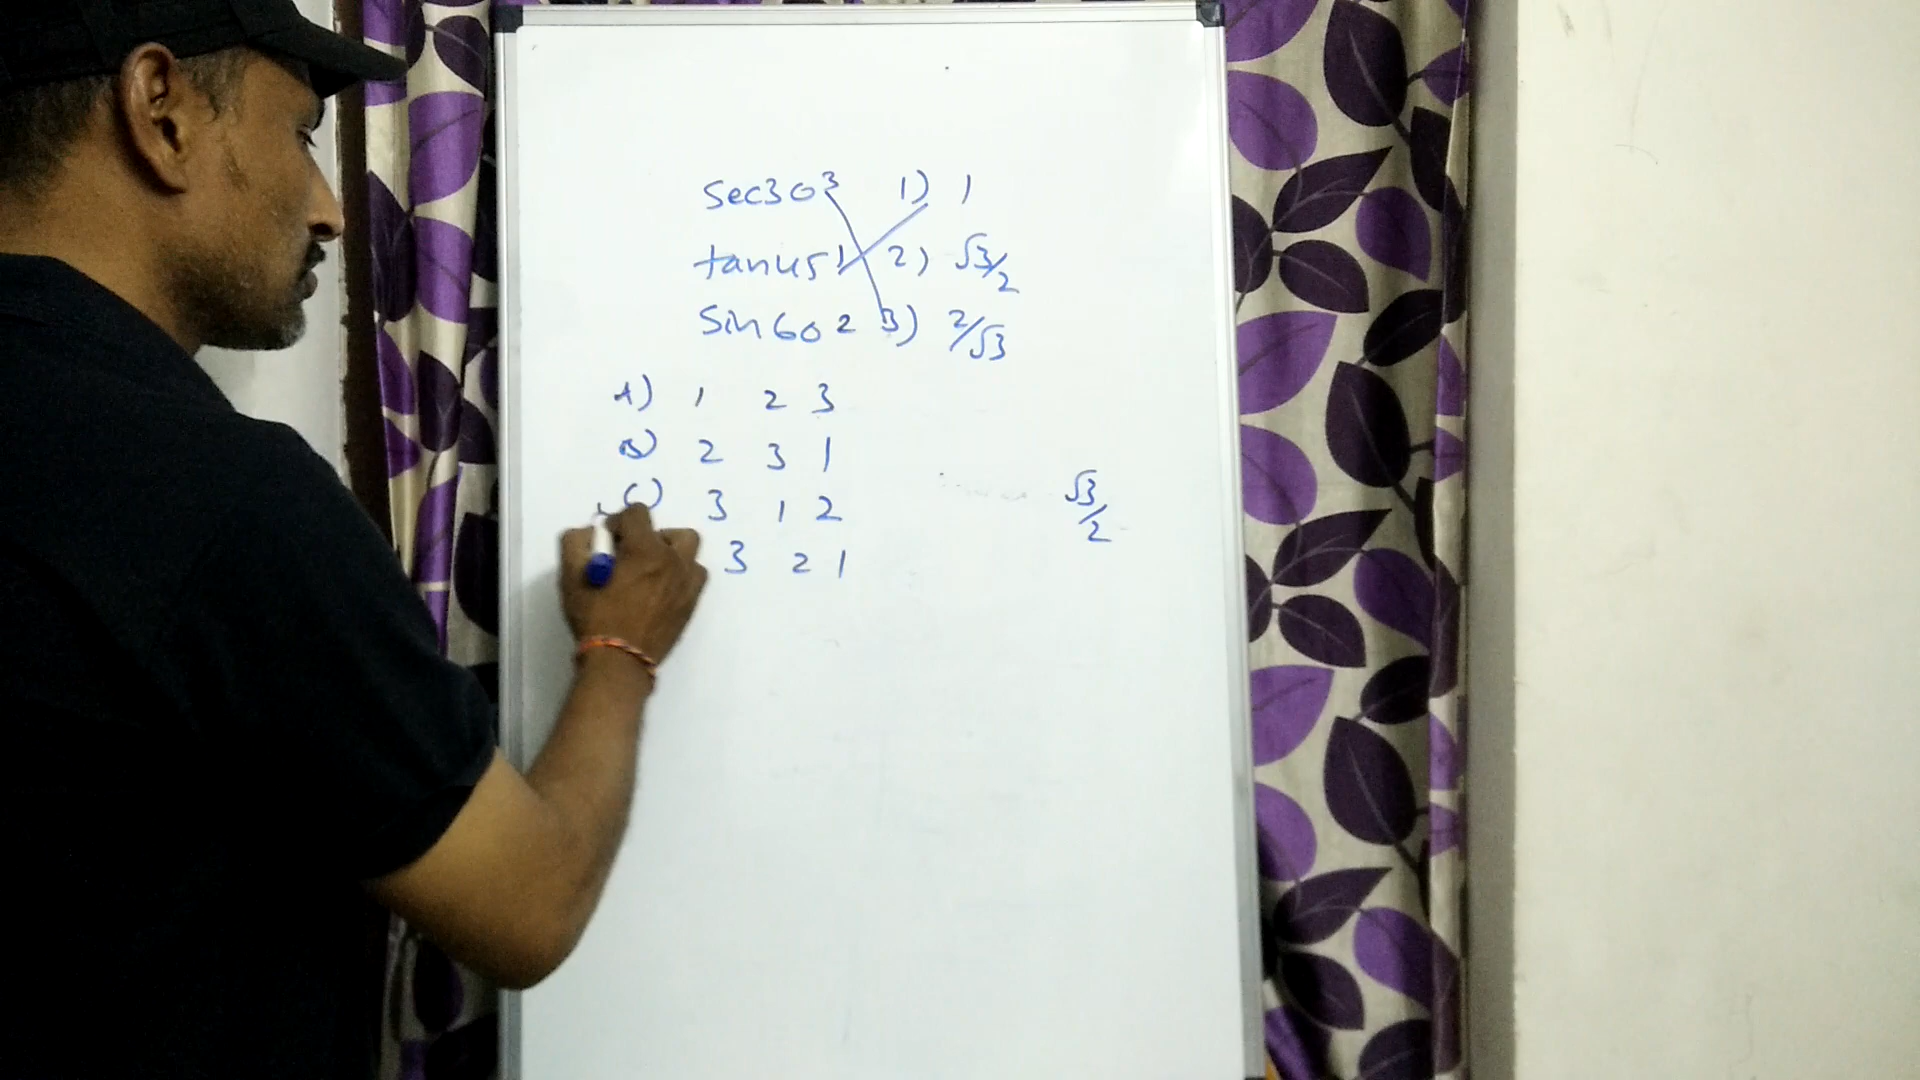 sec30 3 1) 1
tan45 1 2) √3/2
Sin60 2 3) 2/√3
A) 1 2 3
B) 2 3 1
C) 3 1 2
3 2 1
√3/2